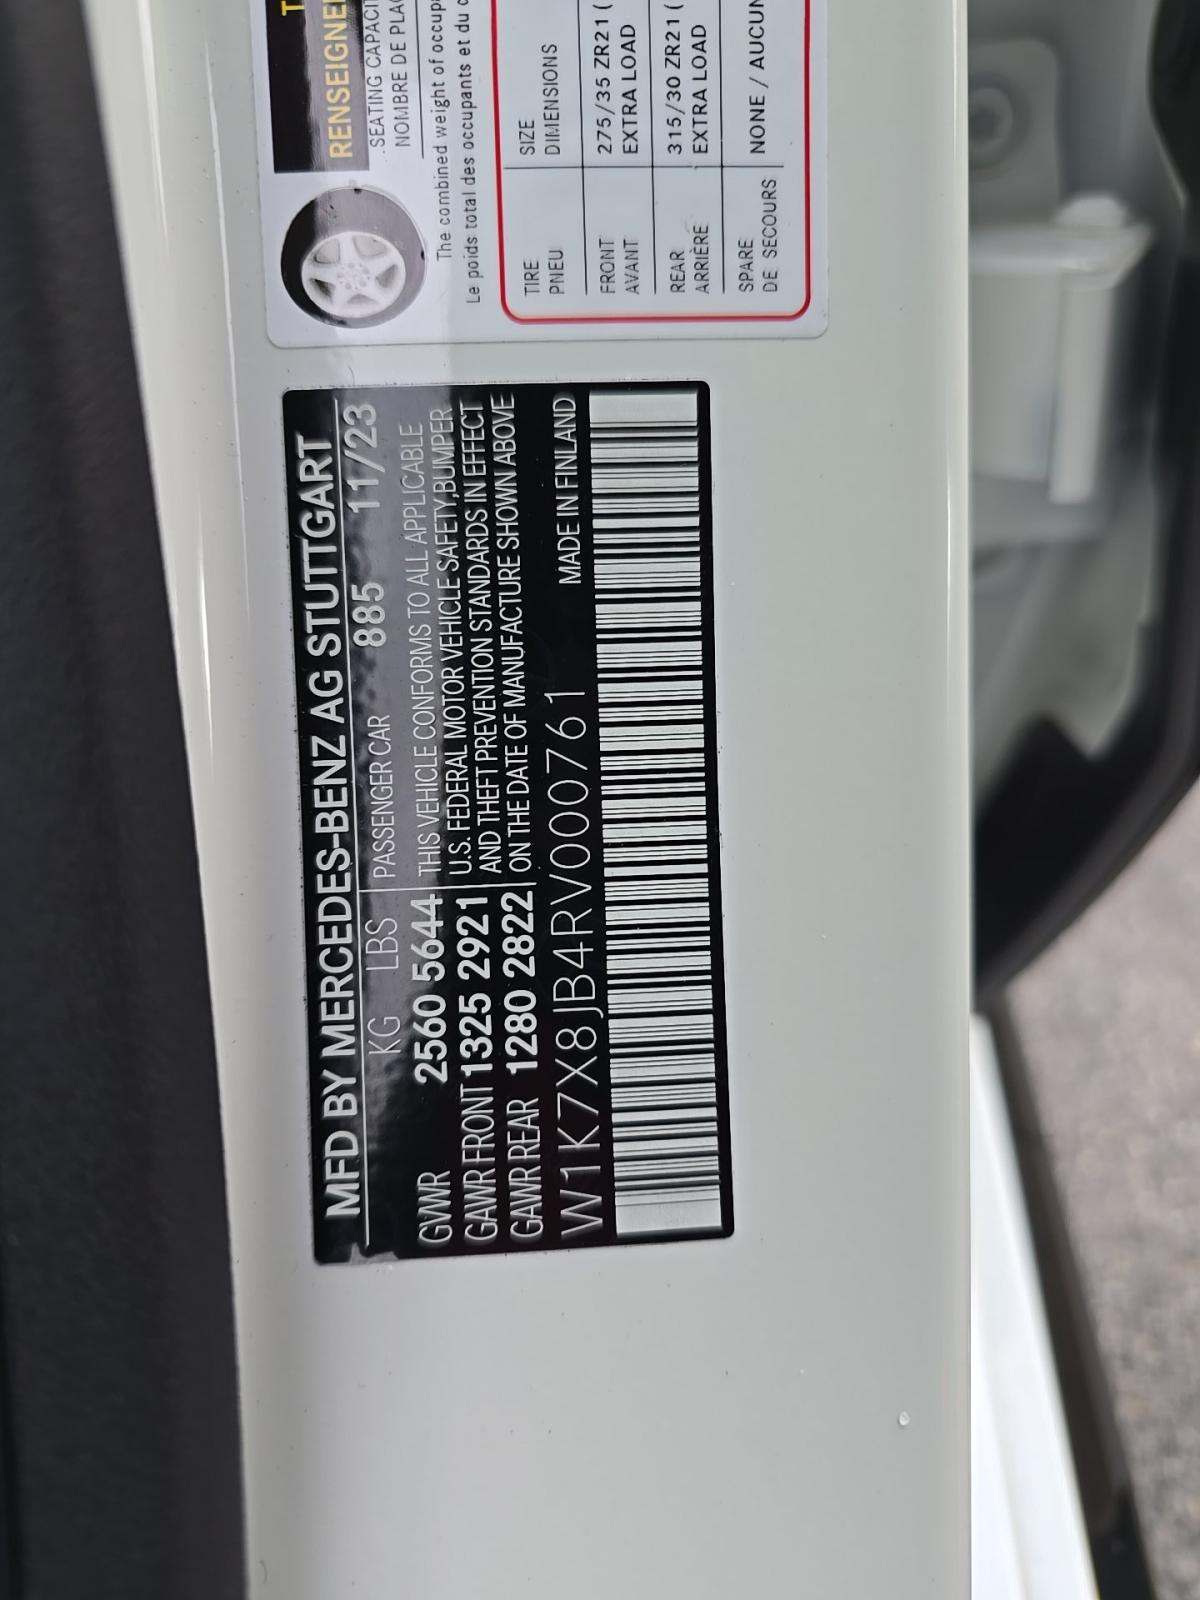 T
RENSEIGNE
SEATING CAPACI
NOMBRE DE PLAC
The combined weight of occup
Le poids total des occupants et du c
TIRE SIZE
PNEU DIMENSIONS
FRONT 275/35 ZR21 (
AVANT EXTRA LOAD
REAR 315/30 ZR21 (
ARRIÈRE EXTRA LOAD
SPARE NONE / AUCUN
DE SECOURS
MFD BY MERCEDES-BENZ AG STUTTGART
KG LBS PASSENGER CAR 885 11/23
GVWR 2560 5644 THIS VEHICLE CONFORMS TO ALL APPLICABLE
GAWR FRONT 1325 2921 U.S. FEDERAL MOTOR VEHICLE SAFETY,BUMPER
AND THEFT PREVENTION STANDARDS IN EFFECT
GAWR REAR 1280 2822 ON THE DATE OF MANUFACTURE SHOWN ABOVE
W1K7X8JB4RV000761 MADE IN FINLAND